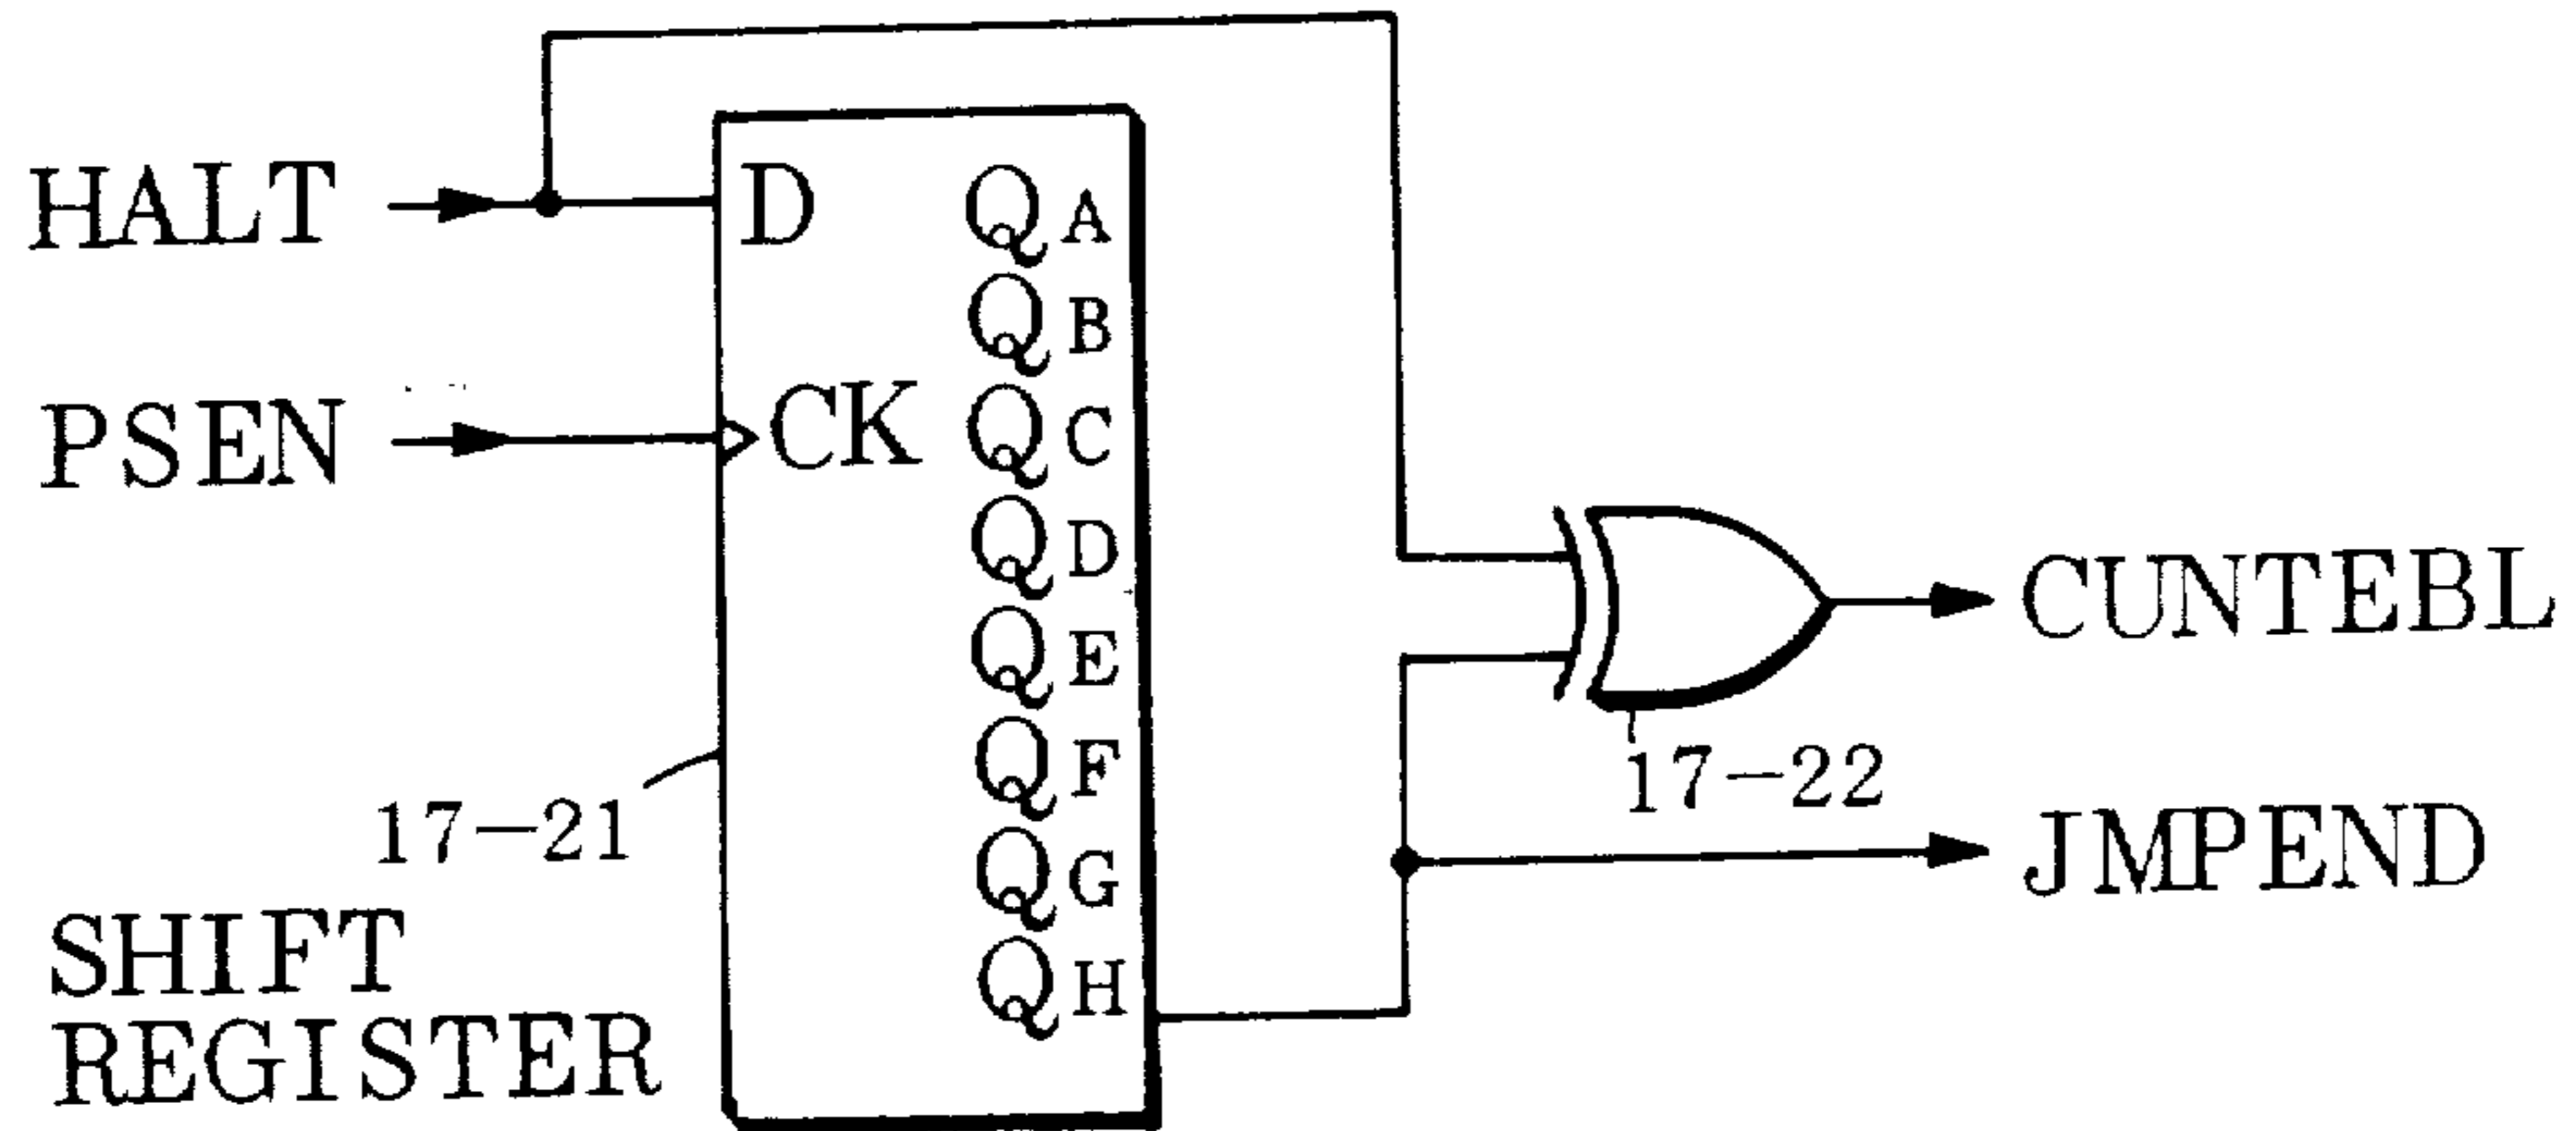 HALT
PSEN
D
CK
QA
QB
QC
QD
QE
QF
QG
QH
17-21
SHIFT
REGISTER
17-22
CUNTEBL
JMPEND